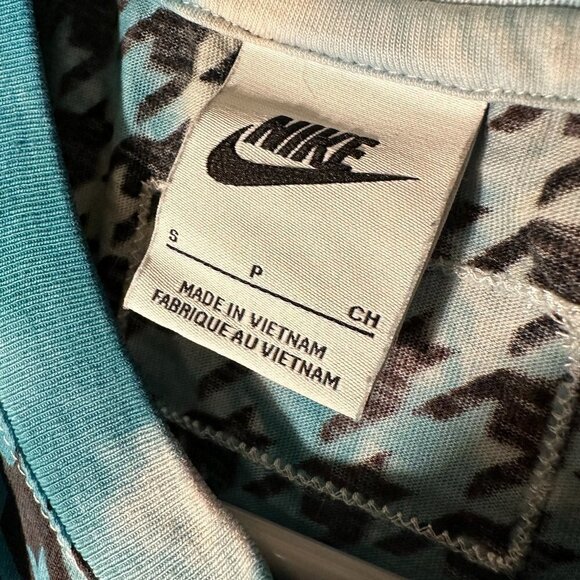 NIKE
S P CH
MADE IN VIETNAM
FABRIQUE AU VIETNAM